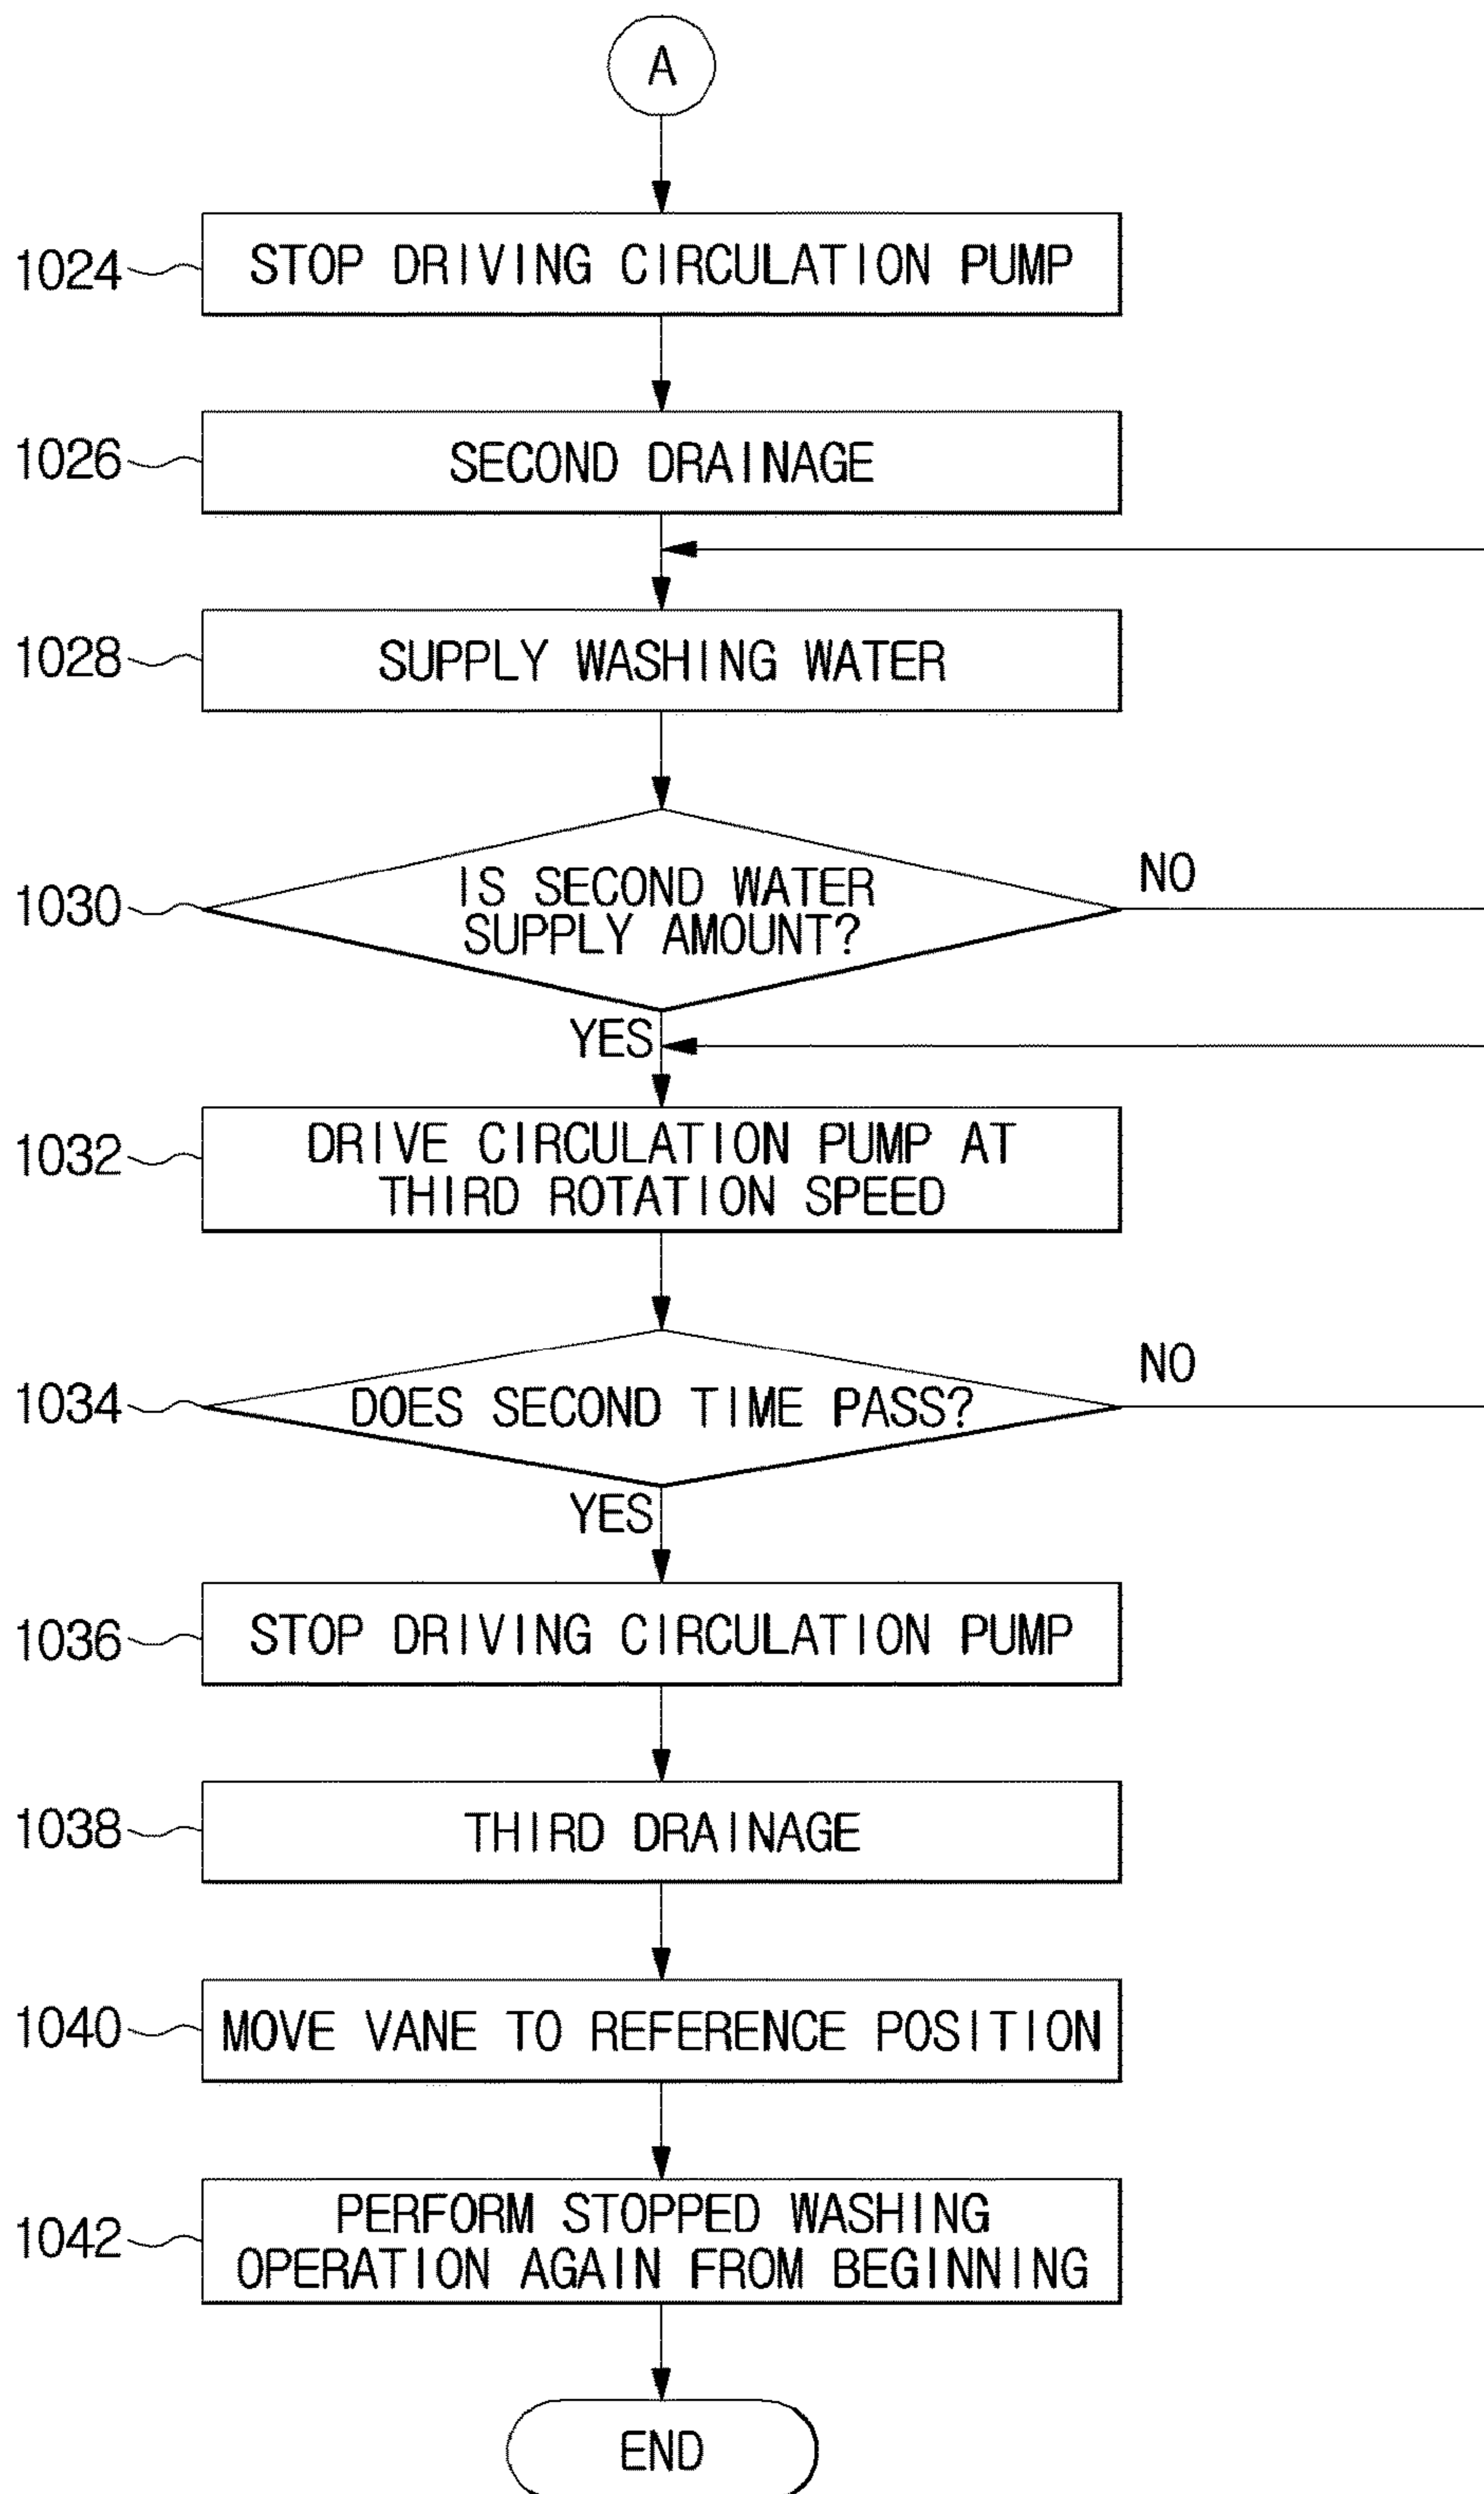 A
1024
STOP DRIVING CIRCULATION PUMP
1026
SECOND DRAINAGE
1028
SUPPLY WASHING WATER
1030
IS SECOND WATER
SUPPLY AMOUNT?
NO
YES
1032
DRIVE CIRCULATION PUMP AT
THIRD ROTATION SPEED
1034
DOES SECOND TIME PASS?
NO
YES
1036
STOP DRIVING CIRCULATION PUMP
1038
THIRD DRAINAGE
1040
MOVE VANE TO REFERENCE POSITION
1042
PERFORM STOPPED WASHING
OPERATION AGAIN FROM BEGINNING
END